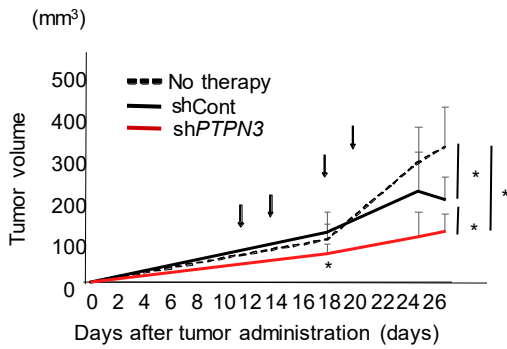 (mm³)
500
400
300
200
100
0
Tumor volume
No therapy
shCont
shPTPN3
*
*
*
*
0 2 4 6 8 10 12 14 16 18 20 22 24 26
Days after tumor administration (days)